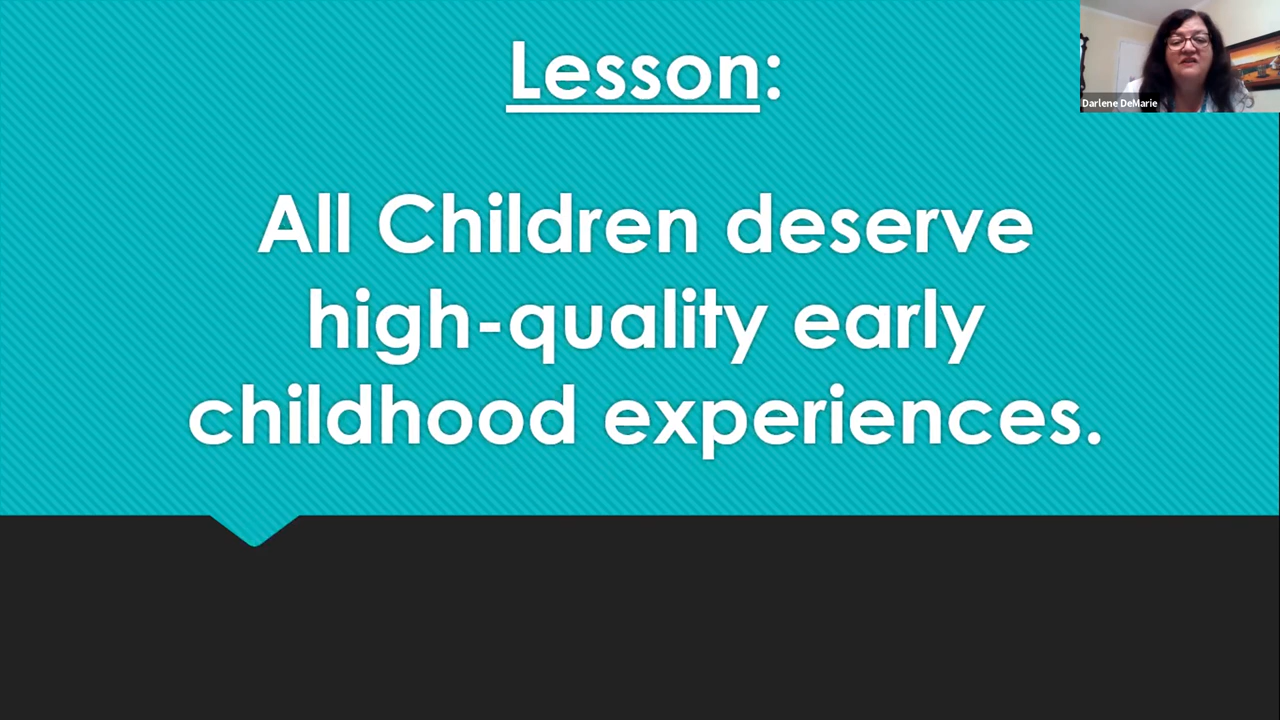 Lesson:
All Children deserve
high-quality early
childhood experiences.
Darlene DeMarie